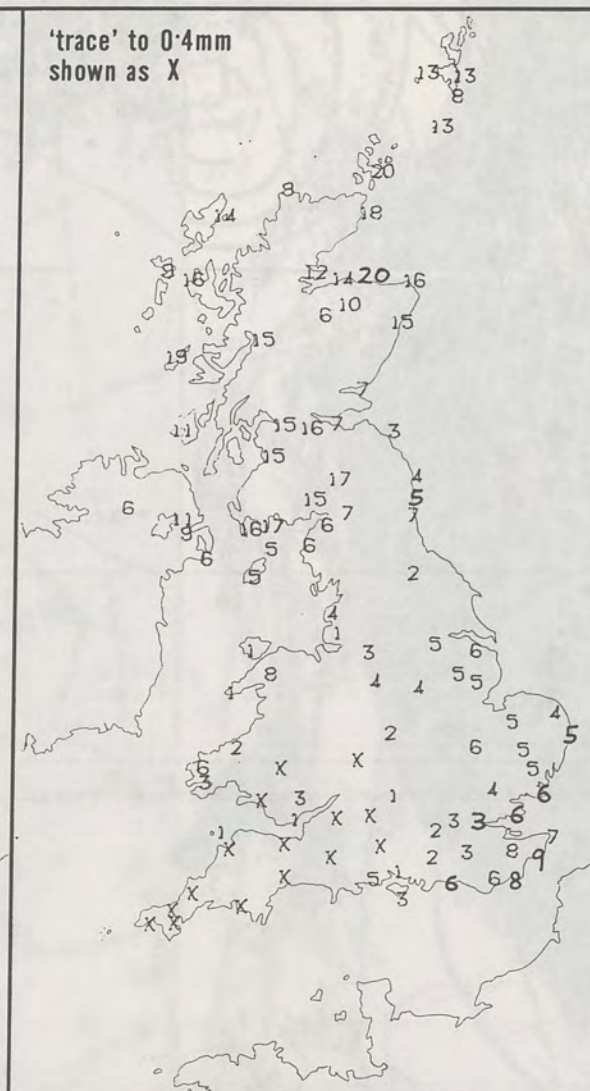 'trace' to 0·4mm
shown as X
13 13
8
13
20
8
14 18
9 16 12 14 20 16
6 10 15
19 15
7
11 15 16 7 3
15
17 4
15 5
6 11 16 17 6 7 7
9 5 6
6 5 2
4
1
1 3 5 6
8 4 4 5 5
4
5 4
2 2 6 5 5
6 X X 5
3 X 3 1 4 6
1 X X 2 3 3 6
1 X X X X 2 3 8 7
9
X 5 1 6 6 8
X X 3
X X X